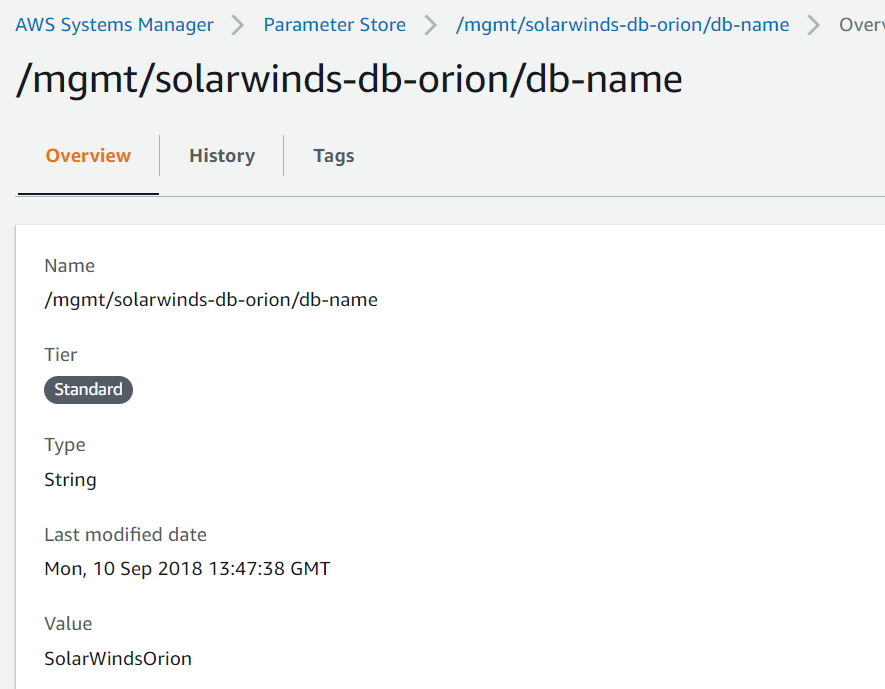 AWS Systems Manager > Parameter Store > /mgmt/solarwinds-db-orion/db-name >
/mgmt/solarwinds-db-orion/db-name
Overview History Tags
Name
/mgmt/solarwinds-db-orion/db-name
Tier
Standard
Type
String
Last modified date
Mon, 10 Sep 2018 13:47:38 GMT
Value
SolarWindsOrion